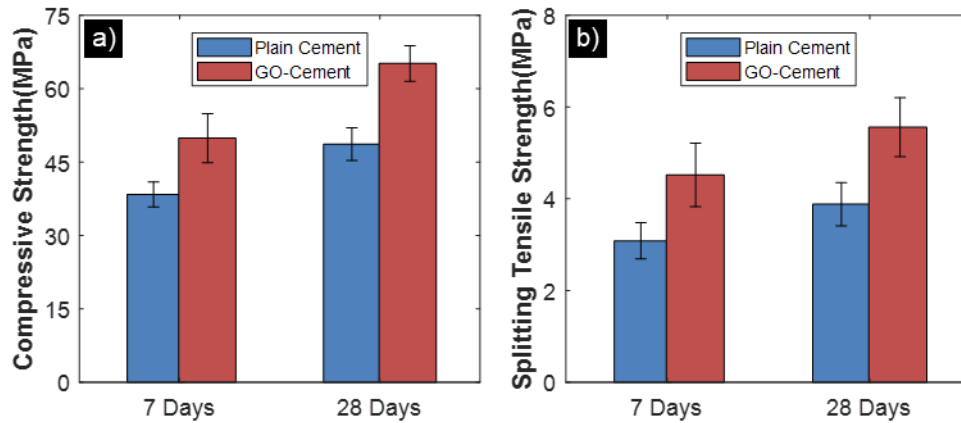 a)
Plain Cement
GO-Cement
Compressive Strength(MPa)
75
60
45
30
15
0
7 Days
28 Days
b)
Plain Cement
GO-Cement
Splitting Tensile Strength(MPa)
8
6
4
2
0
7 Days
28 Days